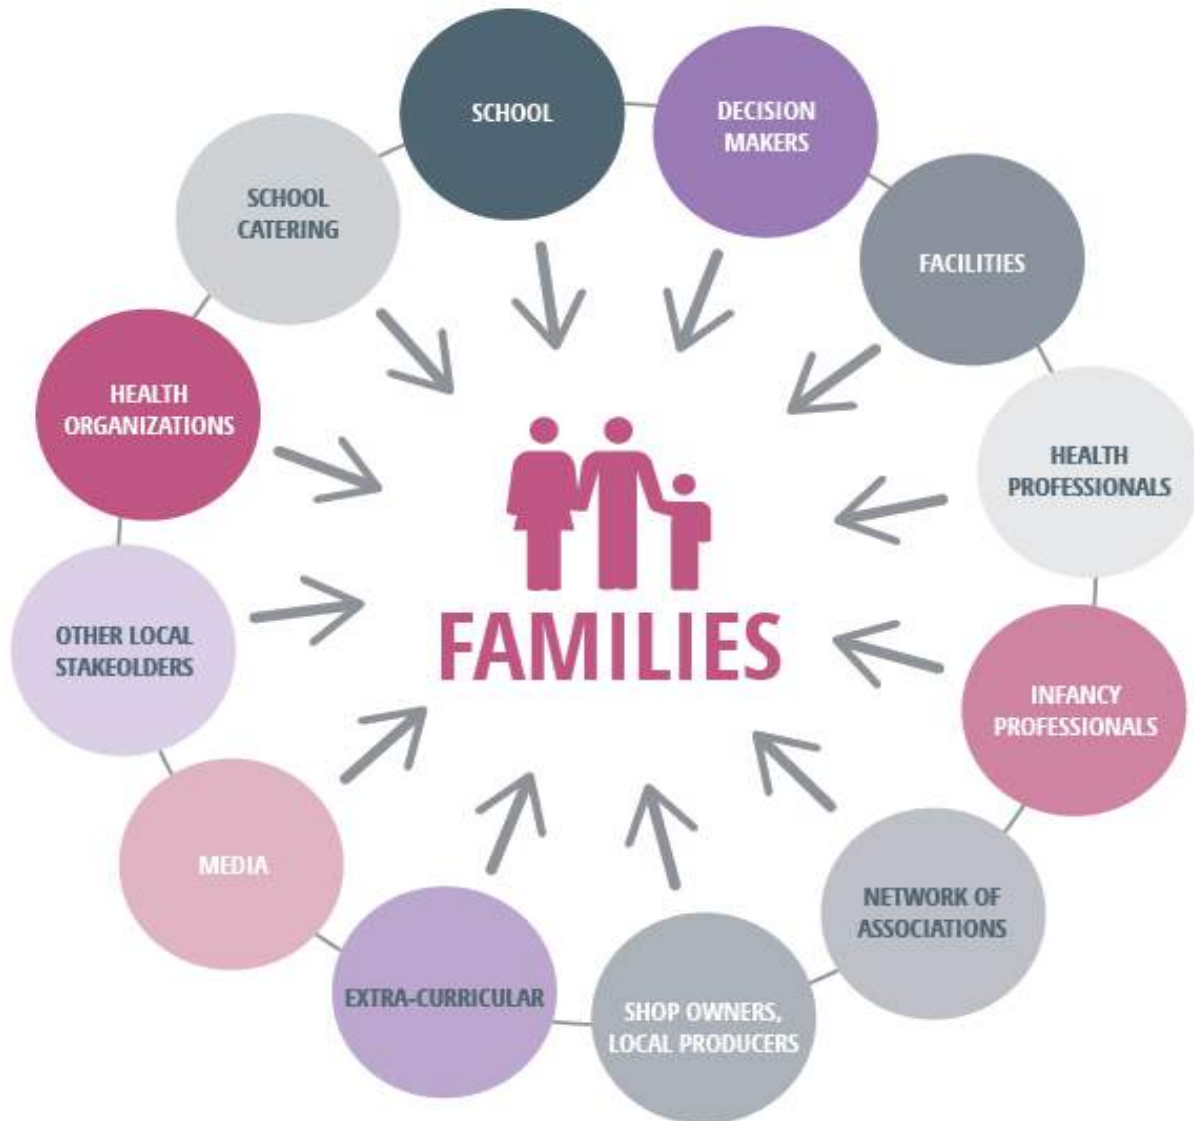 SCHOOL
DECISION
MAKERS
FACILITIES
HEALTH
PROFESSIONALS
INFANCY
PROFESSIONALS
NETWORK OF
ASSOCIATIONS
SHOP OWNERS,
LOCAL PRODUCERS
EXTRA-CURRICULAR
MEDIA
OTHER LOCAL
STAKEOLDERS
HEALTH
ORGANIZATIONS
SCHOOL
CATERING
FAMILIES